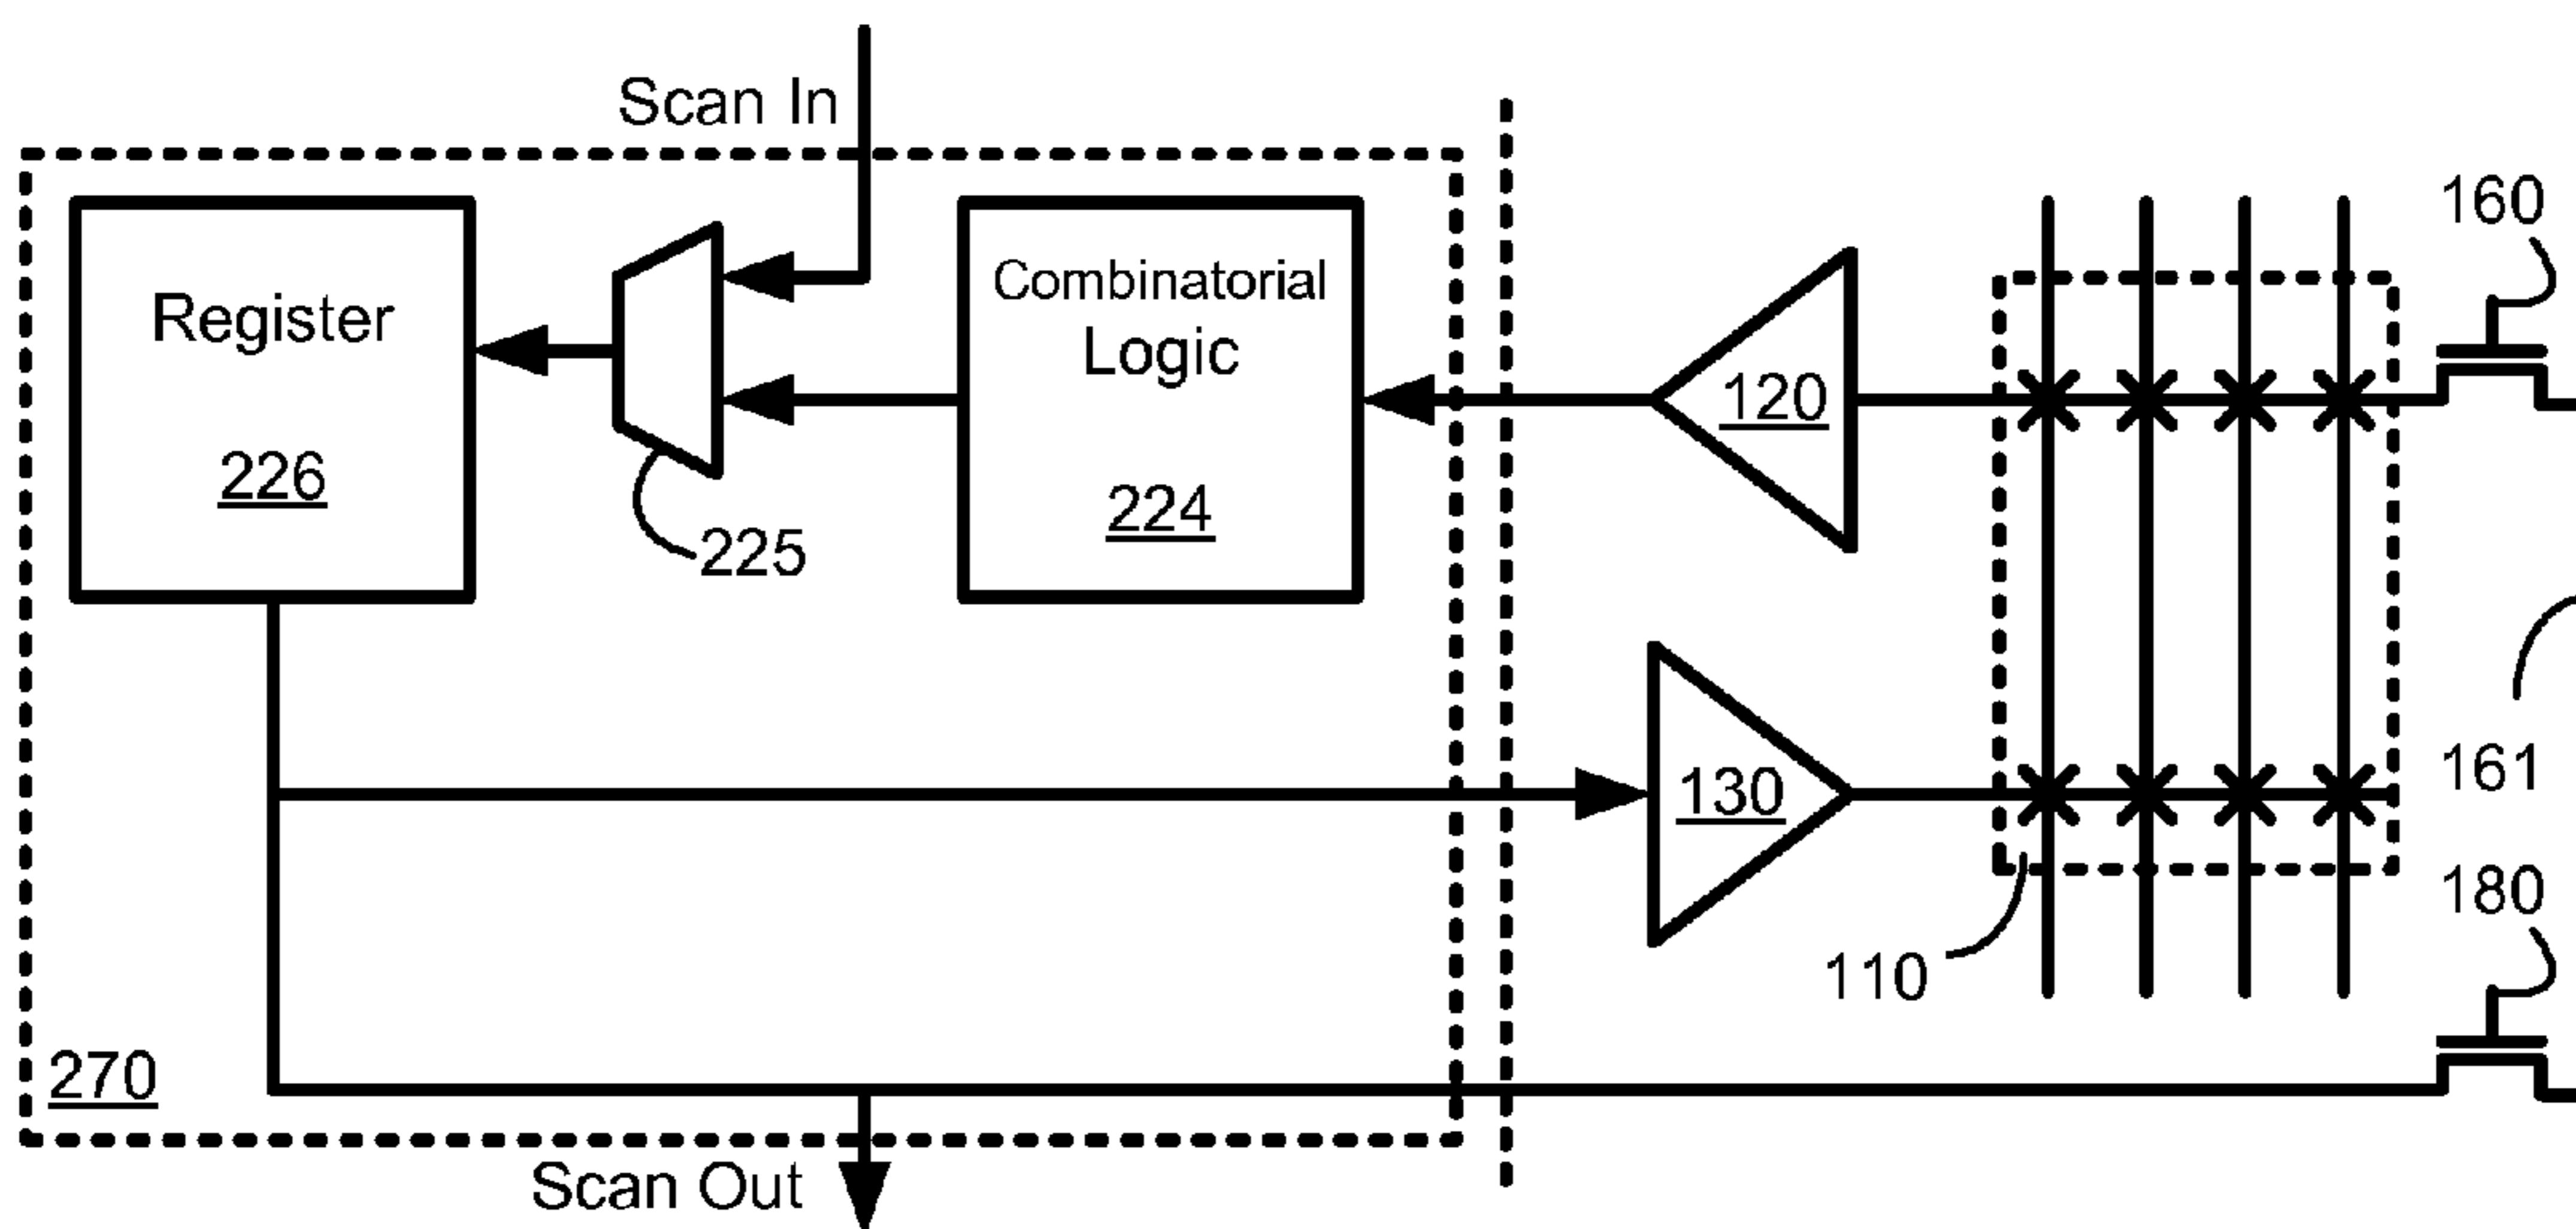 Scan In
160
Register
226
225
Combinatorial
Logic
224
120
130
161
110
180
270
Scan Out